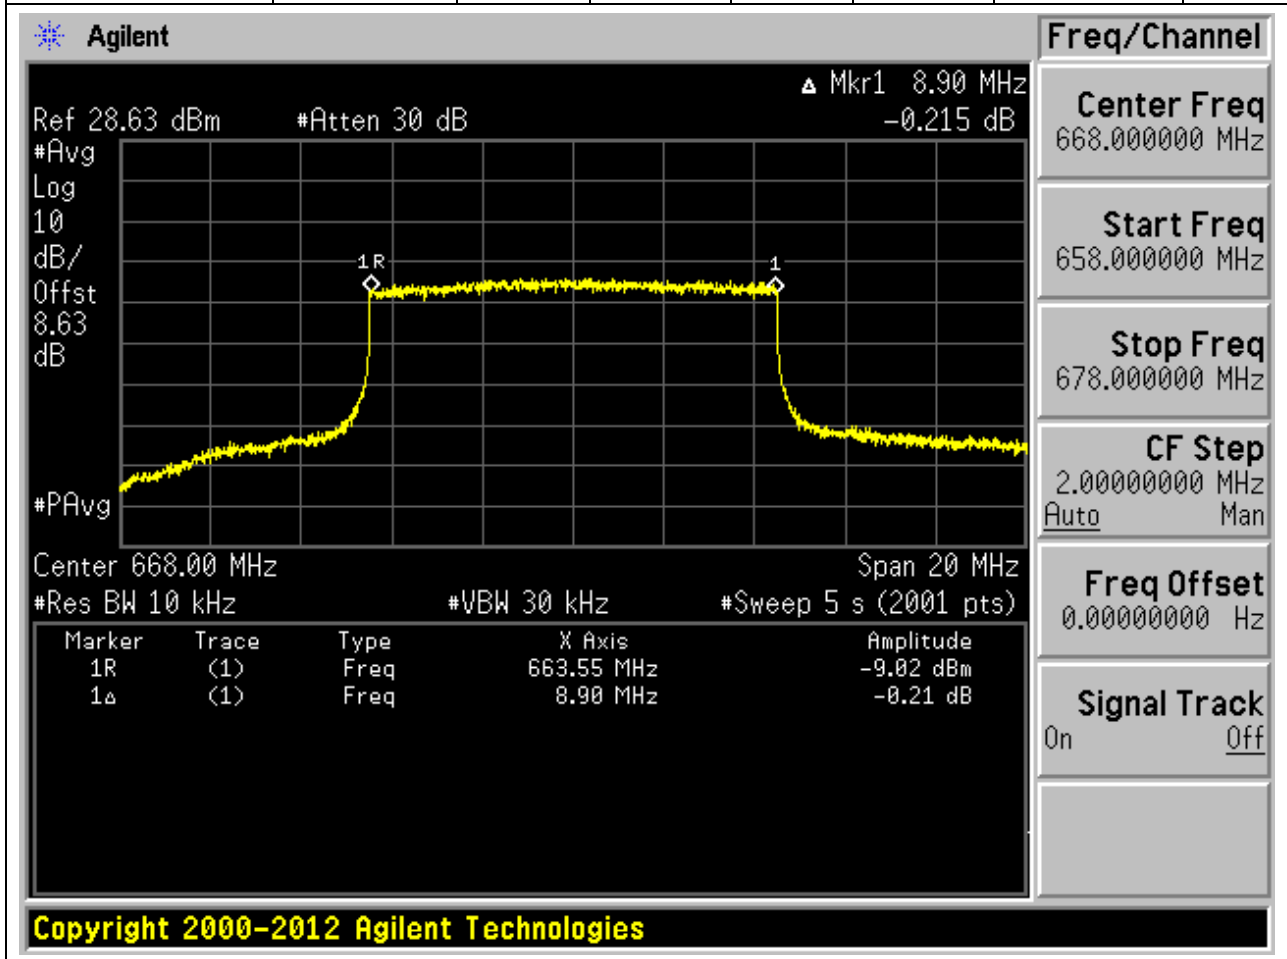 Agilent
Freq/Channel
Δ Mkr1 8.90 MHz
Ref 28.63 dBm #Atten 30 dB -0.215 dB
#Avg
Log
10
dB/
Offst
8.63
dB
1R
1
#PAvg
Center 668.00 MHz Span 20 MHz
#Res BW 10 kHz #VBW 30 kHz #Sweep 5 s (2001 pts)
Marker Trace Type X Axis Amplitude
1R (1) Freq 663.55 MHz -9.02 dBm
1Δ (1) Freq 8.90 MHz -0.21 dB
Center Freq
668.000000 MHz
Start Freq
658.000000 MHz
Stop Freq
678.000000 MHz
CF Step
2.00000000 MHz
Auto Man
Freq Offset
0.00000000 Hz
Signal Track
On Off
Copyright 2000-2012 Agilent Technologies